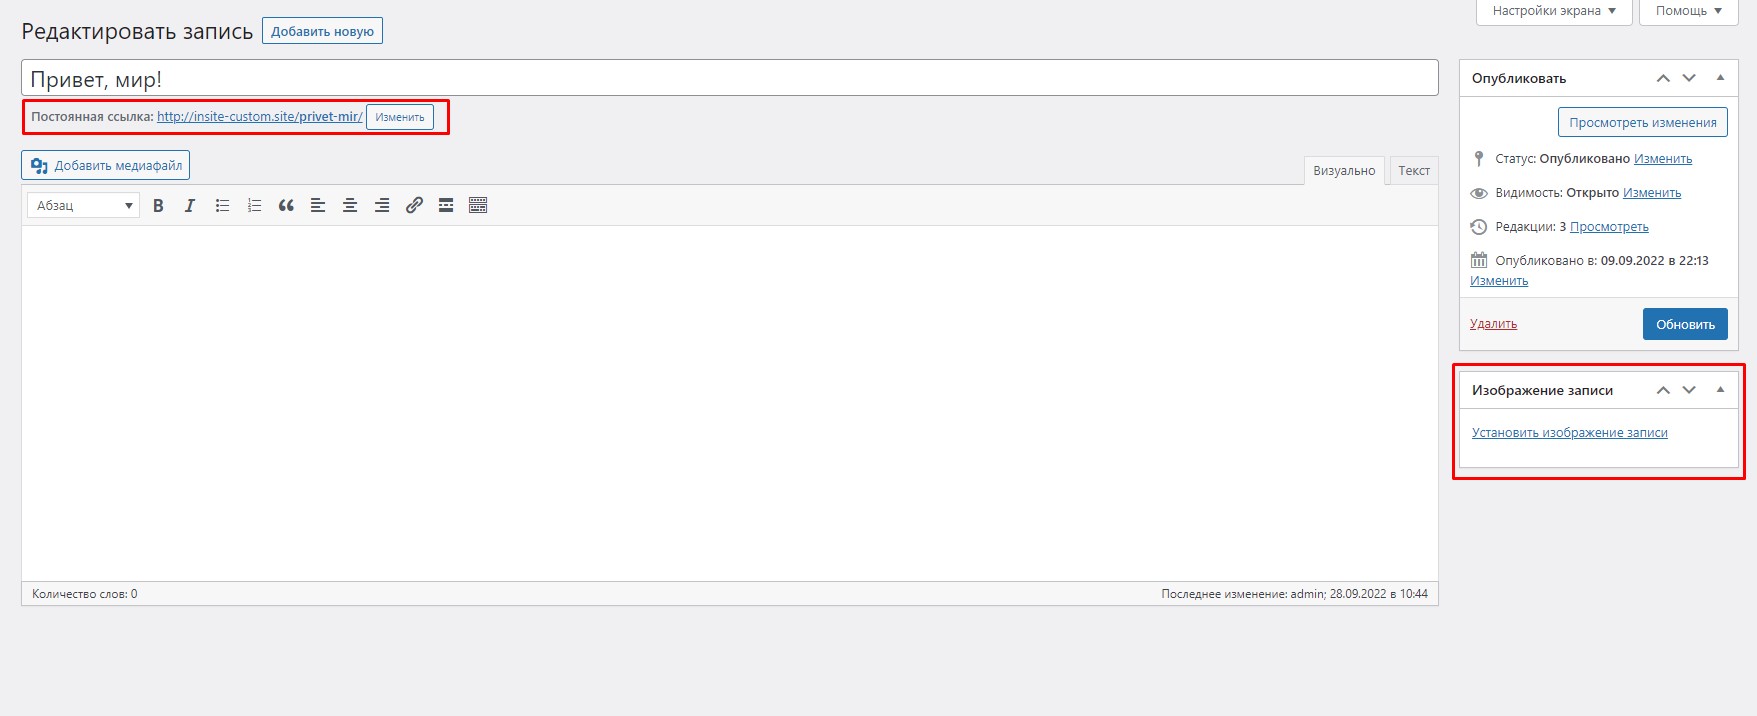 Настройки экрана
Помощь
Редактировать запись
Добавить новую
Привет, мир!
Постоянная ссылка: http://insite-custom.site/privet-mir/ Изменить
Добавить медиафайл
Визуально
Текст
Абзац
B I
Количество слов: 0
Последнее изменение: admin; 28.09.2022 в 10:44
Опубликовать
Просмотреть изменения
Статус: Опубликовано Изменить
Видимость: Открыто Изменить
Редакции: 3 Просмотреть
Опубликовано в: 09.09.2022 в 22:13
Изменить
Удалить
Обновить
Изображение записи
Установить изображение записи